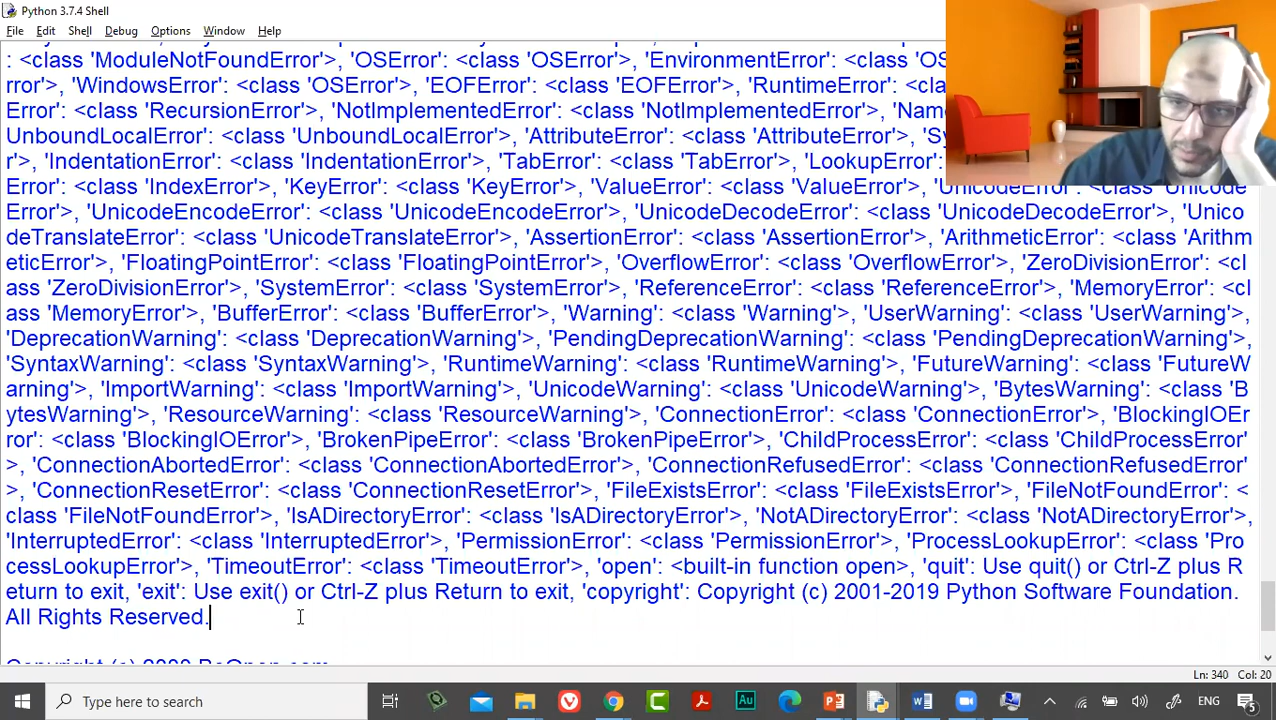 Python 3.7.4 Shell
File Edit Shell Debug Options Window Help
: <class 'ModuleNotFoundError'>, 'OSError': <class 'OSError'>, 'EnvironmentError': <class 'OS
rror'>, 'WindowsError': <class 'OSError'>, 'EOFError': <class 'EOFError'>, 'RuntimeError': <class
Error': <class 'RecursionError'>, 'NotImplementedError': <class 'NotImplementedError'>, 'Nam
UnboundLocalError': <class 'UnboundLocalError'>, 'AttributeError': <class 'AttributeError'>, 'Sy
r'>, 'IndentationError': <class 'IndentationError'>, 'TabError': <class 'TabError'>, 'LookupError':
Error': <class 'IndexError'>, 'KeyError': <class 'KeyError'>, 'ValueError': <class 'ValueError'>, 'UnicodeError': <class 'Unicode
Error'>, 'UnicodeEncodeError': <class 'UnicodeEncodeError'>, 'UnicodeDecodeError': <class 'UnicodeDecodeError'>, 'Unico
deTranslateError': <class 'UnicodeTranslateError'>, 'AssertionError': <class 'AssertionError'>, 'ArithmeticError': <class 'Arithm
eticError'>, 'FloatingPointError': <class 'FloatingPointError'>, 'OverflowError': <class 'OverflowError'>, 'ZeroDivisionError': <cl
ass 'ZeroDivisionError'>, 'SystemError': <class 'SystemError'>, 'ReferenceError': <class 'ReferenceError'>, 'MemoryError': <cl
ass 'MemoryError'>, 'BufferError': <class 'BufferError'>, 'Warning': <class 'Warning'>, 'UserWarning': <class 'UserWarning'>,
'DeprecationWarning': <class 'DeprecationWarning'>, 'PendingDeprecationWarning': <class 'PendingDeprecationWarning'>,
'SyntaxWarning': <class 'SyntaxWarning'>, 'RuntimeWarning': <class 'RuntimeWarning'>, 'FutureWarning': <class 'FutureW
arning'>, 'ImportWarning': <class 'ImportWarning'>, 'UnicodeWarning': <class 'UnicodeWarning'>, 'BytesWarning': <class 'B
ytesWarning'>, 'ResourceWarning': <class 'ResourceWarning'>, 'ConnectionError': <class 'ConnectionError'>, 'BlockingIOEr
ror': <class 'BlockingIOError'>, 'BrokenPipeError': <class 'BrokenPipeError'>, 'ChildProcessError': <class 'ChildProcessError'
>, 'ConnectionAbortedError': <class 'ConnectionAbortedError'>, 'ConnectionRefusedError': <class 'ConnectionRefusedError'
>, 'ConnectionResetError': <class 'ConnectionResetError'>, 'FileExistsError': <class 'FileExistsError'>, 'FileNotFoundError': <
class 'FileNotFoundError'>, 'IsADirectoryError': <class 'IsADirectoryError'>, 'NotADirectoryError': <class 'NotADirectoryError'>,
'InterruptedError': <class 'InterruptedError'>, 'PermissionError': <class 'PermissionError'>, 'ProcessLookupError': <class 'Pro
cessLookupError'>, 'TimeoutError': <class 'TimeoutError'>, 'open': <built-in function open>, 'quit': Use quit() or Ctrl-Z plus R
eturn to exit, 'exit': Use exit() or Ctrl-Z plus Return to exit, 'copyright': Copyright (c) 2001-2019 Python Software Foundation.
All Rights Reserved.
Copyright (c) 2000 BeOpen.com
Ln: 340 Col: 20
Type here to search
ENG
5